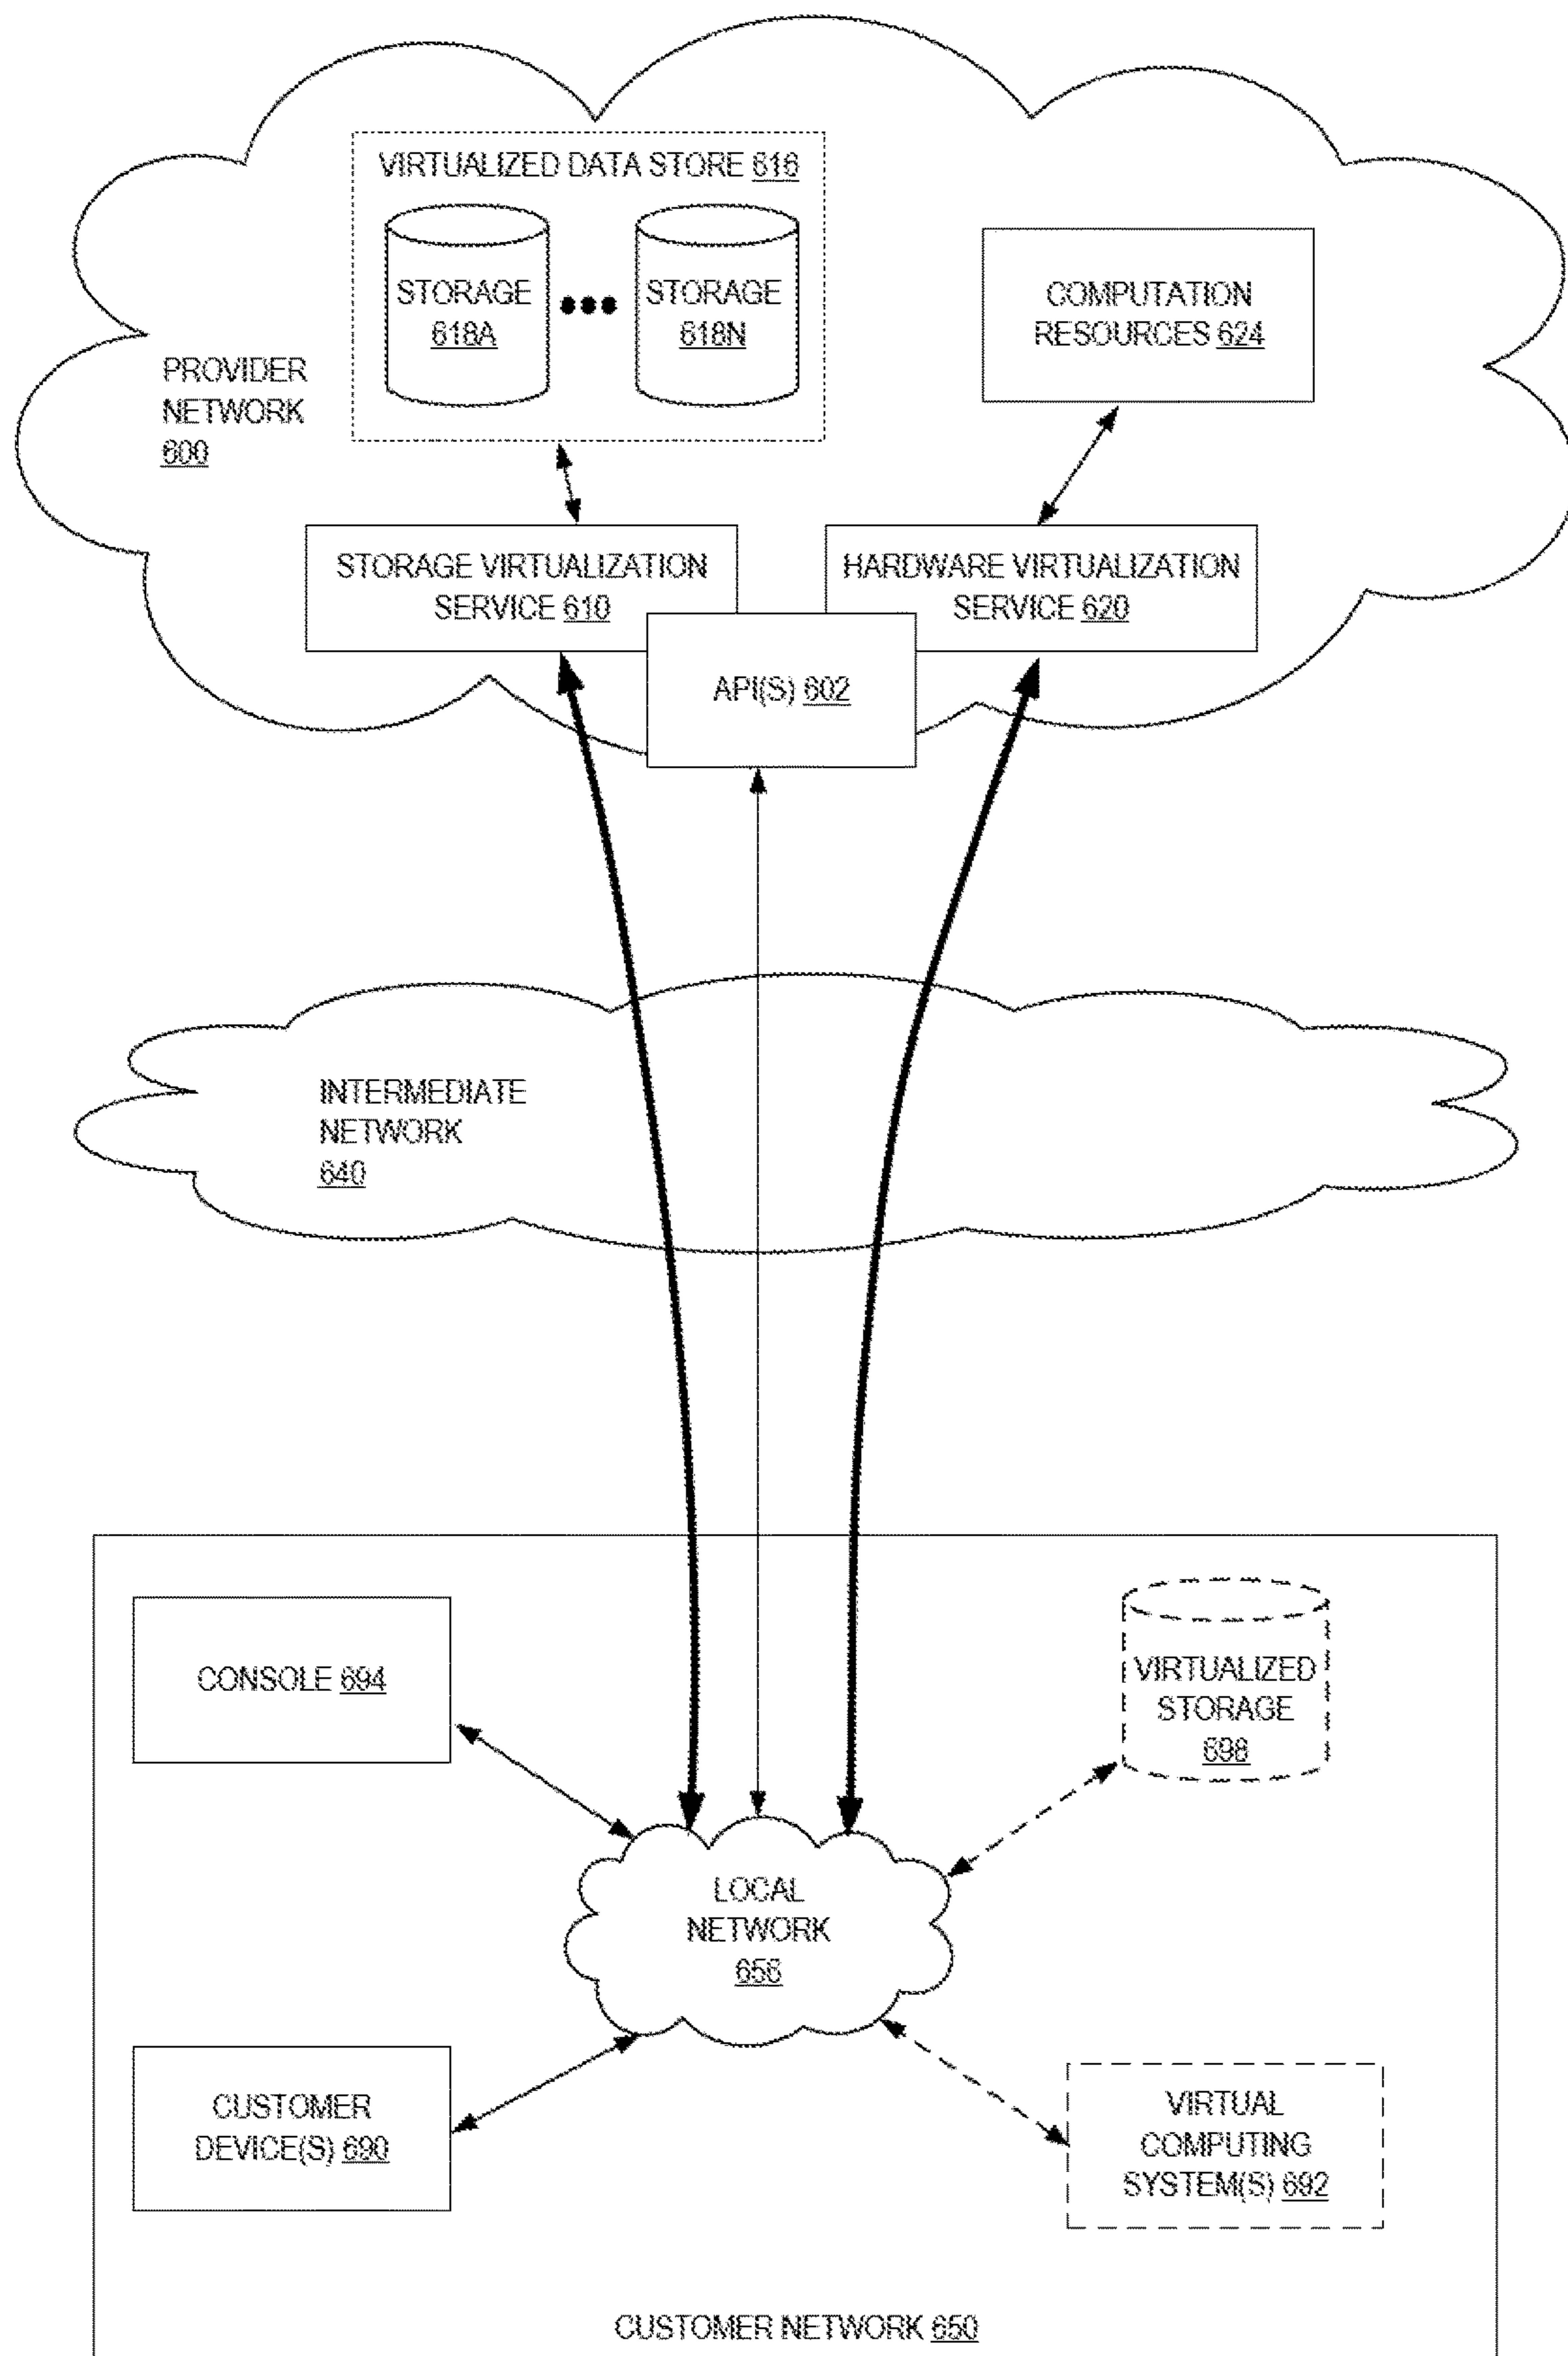 VIRTUALIZED DATA STORE 616
STORAGE
618A
STORAGE
618N
COMPUTATION
RESOURCES 624
PROVIDER
NETWORK
600
STORAGE VIRTUALIZATION
SERVICE 610
HARDWARE VIRTUALIZATION
SERVICE 620
API(S) 602
INTERMEDIATE
NETWORK
640
CONSOLE 694
VIRTUALIZED
STORAGE
698
LOCAL
NETWORK
656
CUSTOMER
DEVICE(S) 690
VIRTUAL
COMPUTING
SYSTEM(S) 692
CUSTOMER NETWORK 650